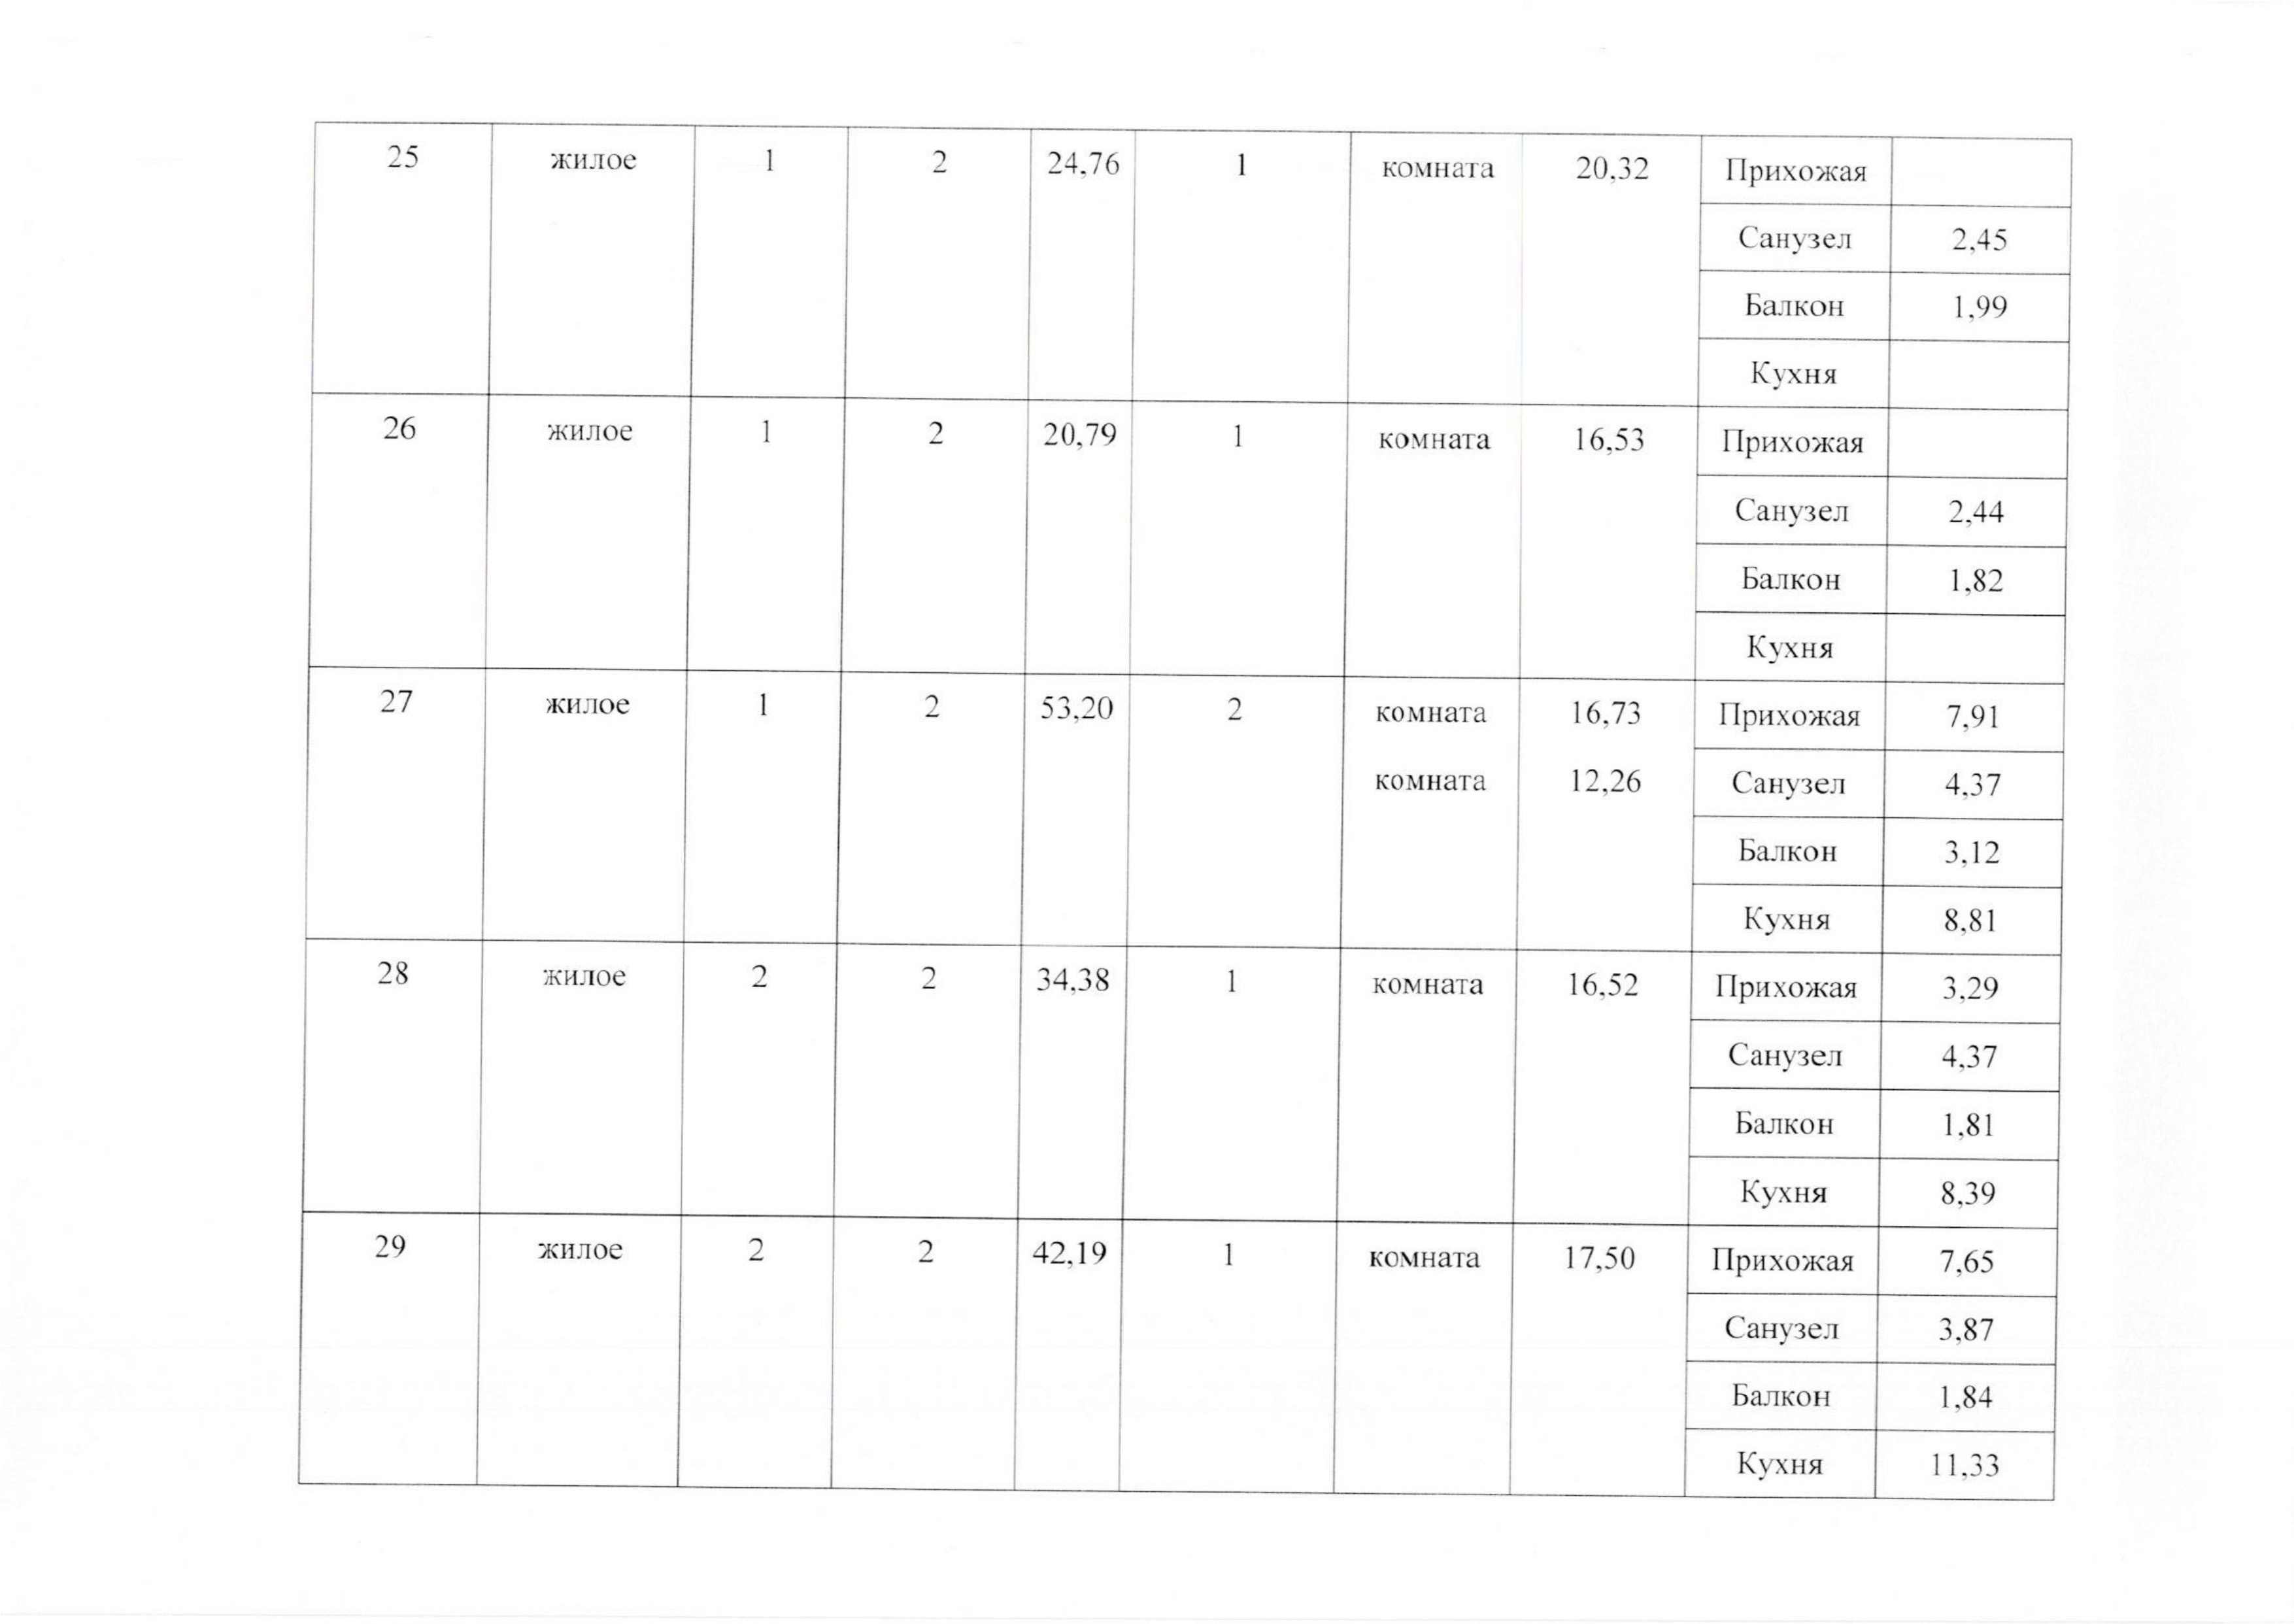 25 жилое 1 2 24,76 1 комната 20,32 Прихожая
Санузел 2,45
Балкон 1,99
Кухня
26 жилое 1 2 20,79 1 комната 16,53 Прихожая
Санузел 2,44
Балкон 1,82
Кухня
27 жилое 1 2 53,20 2 комната 16,73 Прихожая 7,91
комната 12,26 Санузел 4,37
Балкон 3,12
Кухня 8,81
28 жилое 2 2 34,38 1 комната 16,52 Прихожая 3,29
Санузел 4,37
Балкон 1,81
Кухня 8,39
29 жилое 2 2 42,19 1 комната 17,50 Прихожая 7,65
Санузел 3,87
Балкон 1,84
Кухня 11,33